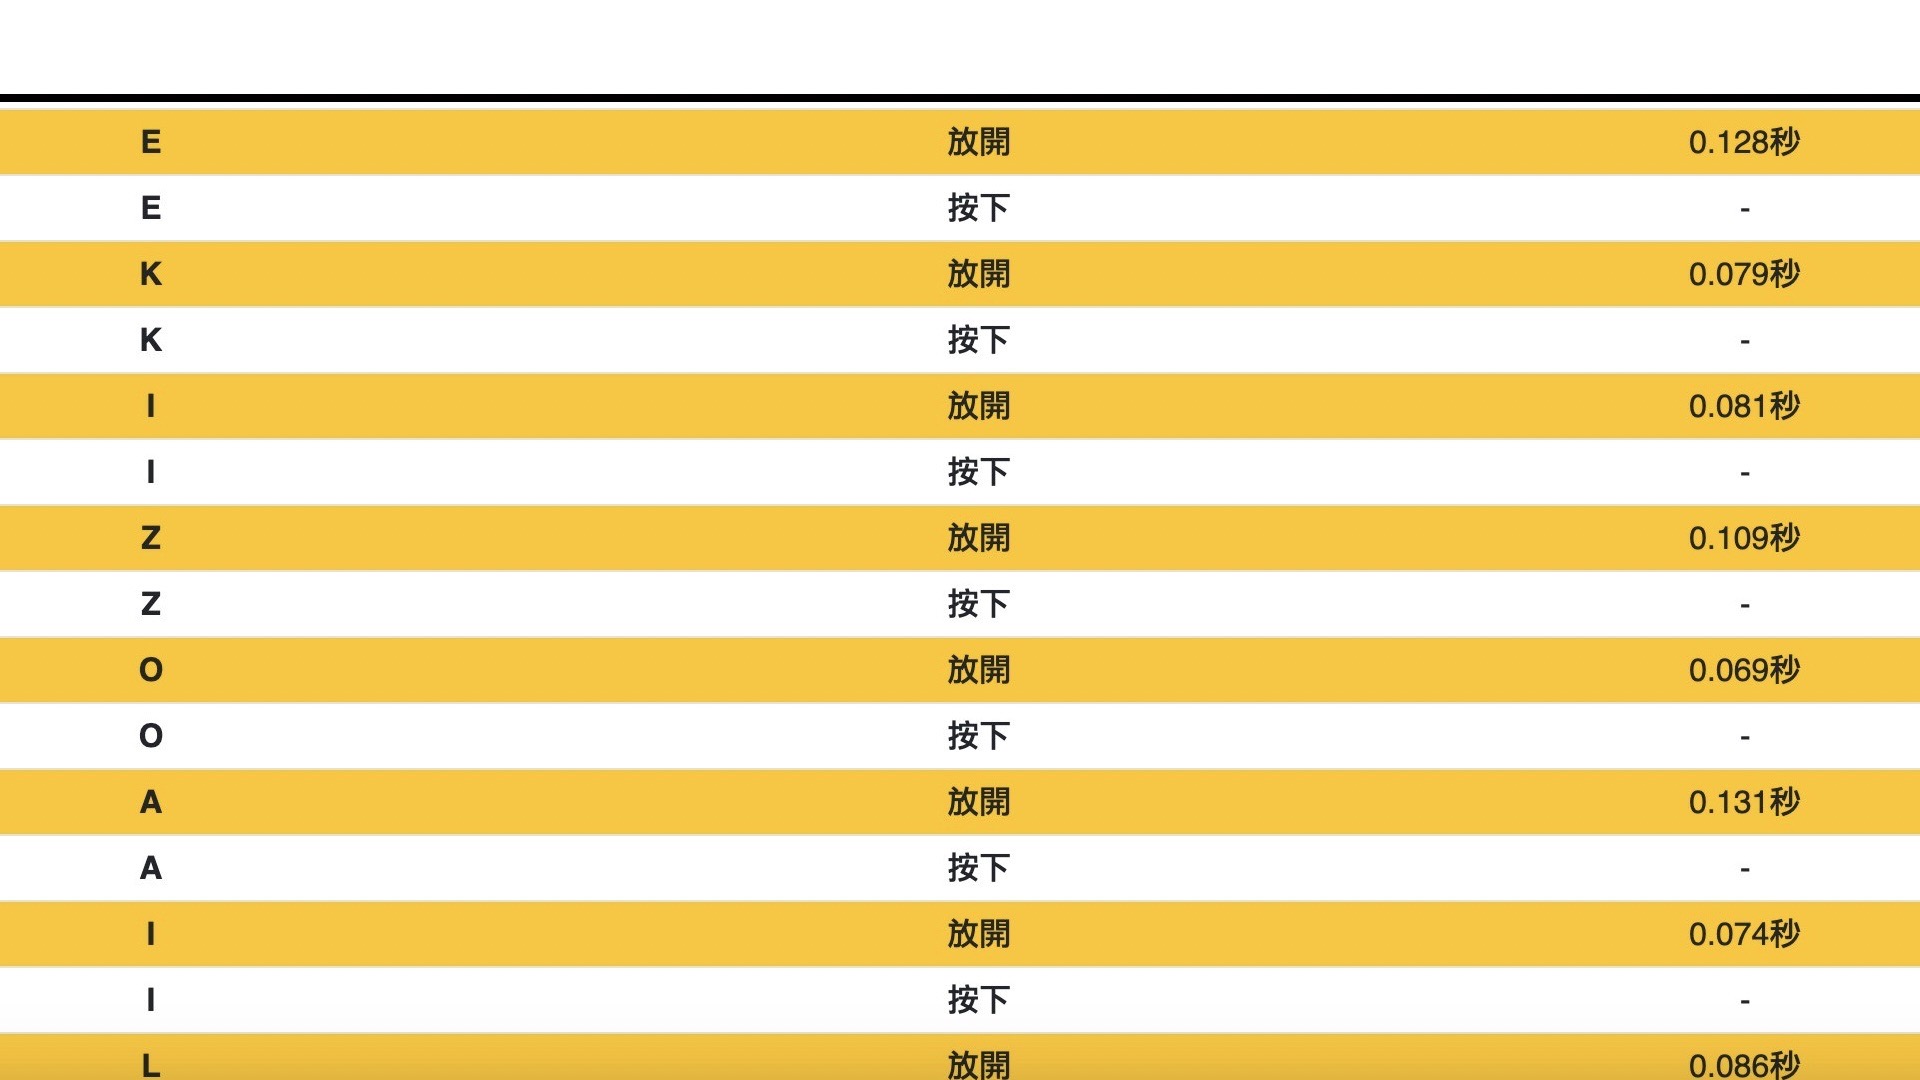 E 放開 0.128秒
E 按下 -
K 放開 0.079秒
K 按下 -
I 放開 0.081秒
I 按下 -
Z 放開 0.109秒
Z 按下 -
O 放開 0.069秒
O 按下 -
A 放開 0.131秒
A 按下 -
I 放開 0.074秒
I 按下 -
L 放開 0.086秒